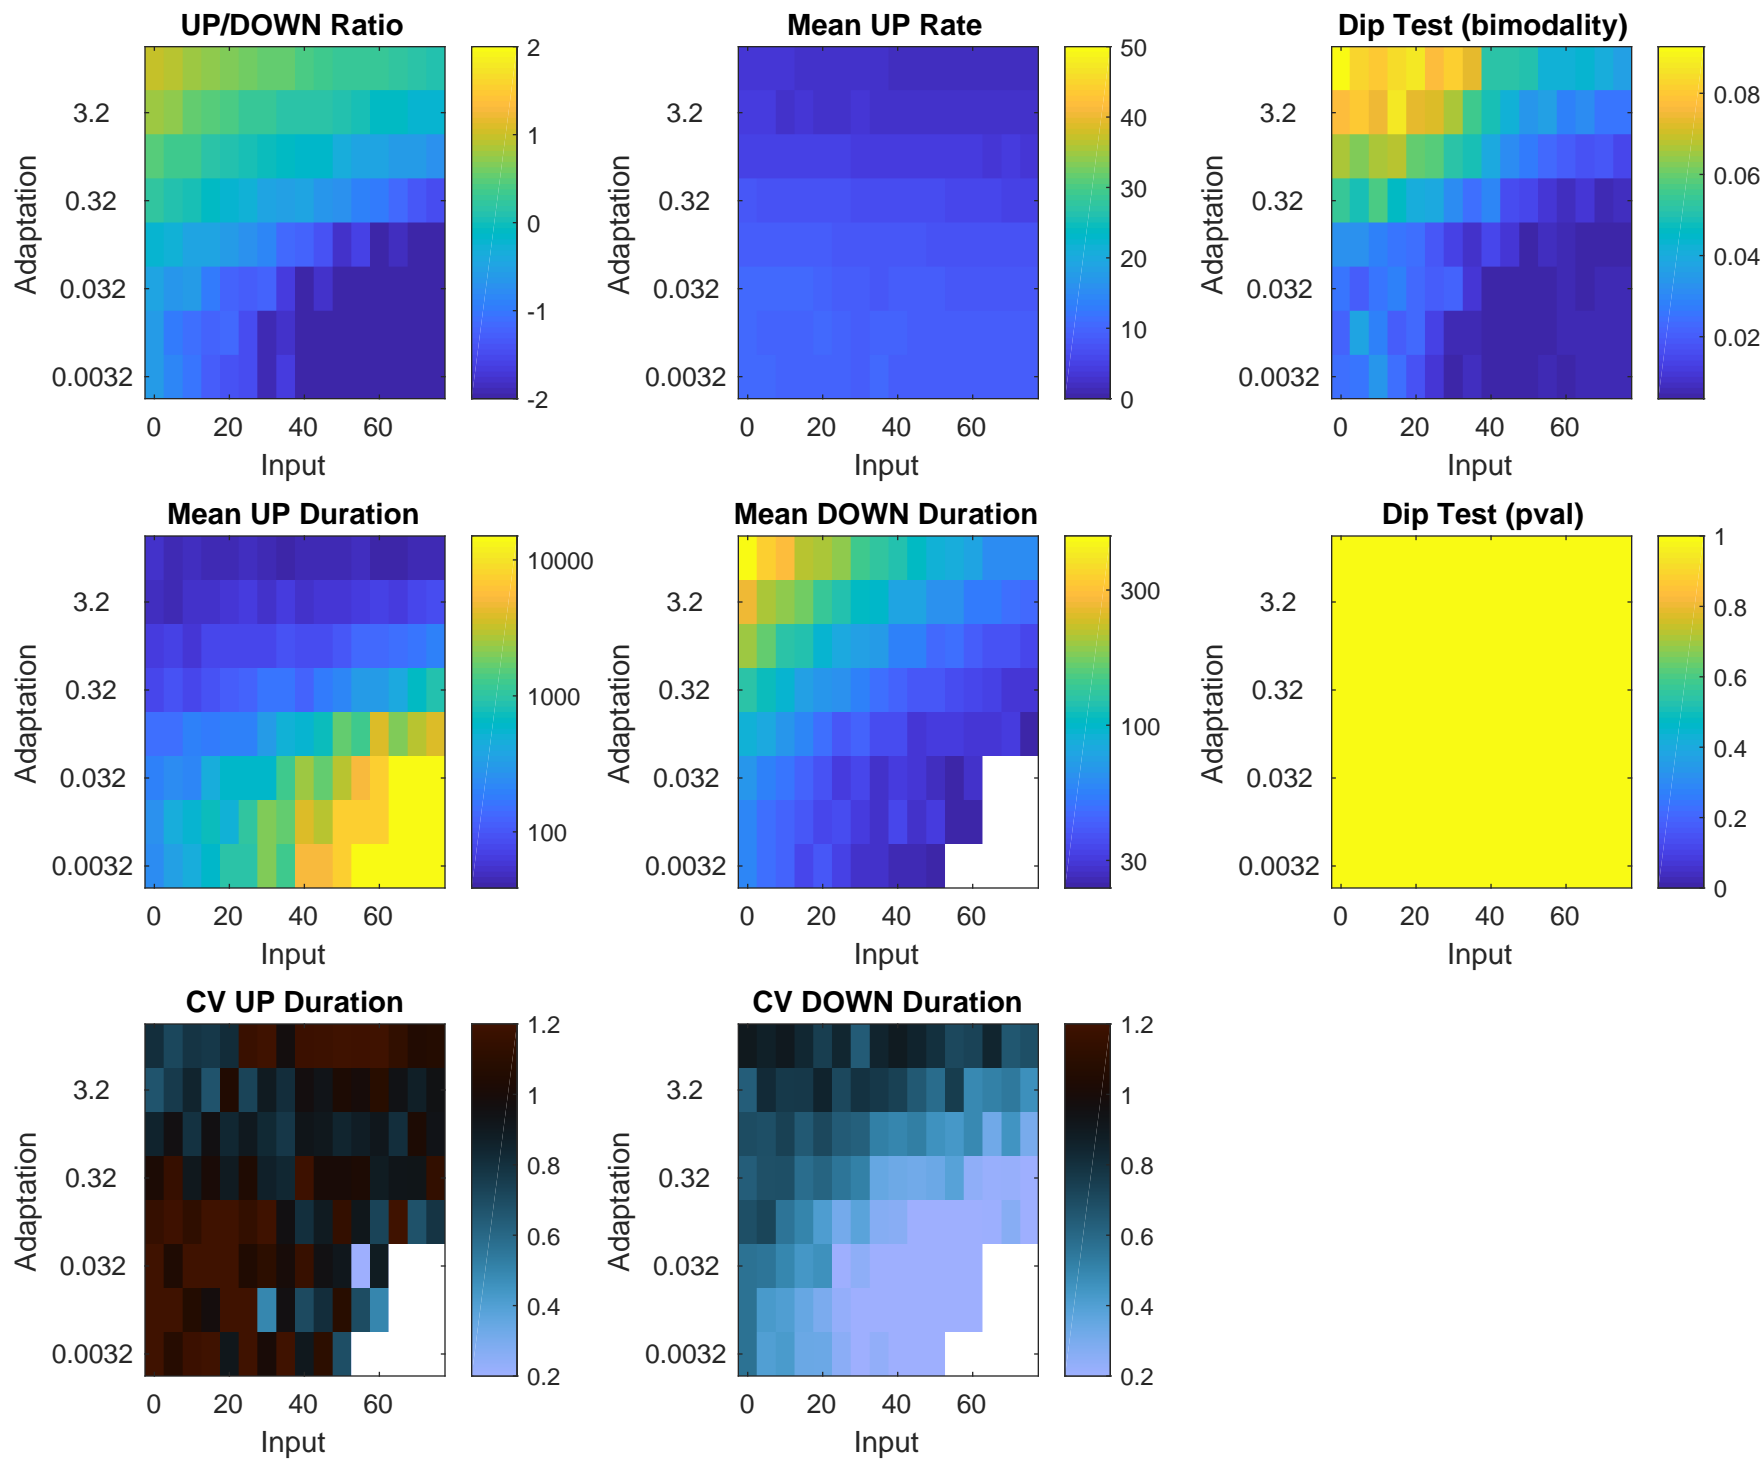 UP/DOWN Ratio
Mean UP Rate
Dip Test (bimodality)
Adaptation
3.2
0.32
0.032
0.0032
0 20 40 60
Input
2
1
0
-1
-2
Adaptation
3.2
0.32
0.032
0.0032
0 20 40 60
Input
50
40
30
20
10
0
Adaptation
3.2
0.32
0.032
0.0032
0 20 40 60
Input
0.08
0.06
0.04
0.02
Mean UP Duration
Mean DOWN Duration
Dip Test (pval)
Adaptation
3.2
0.32
0.032
0.0032
0 20 40 60
Input
10000
1000
100
Adaptation
3.2
0.32
0.032
0.0032
0 20 40 60
Input
300
100
30
Adaptation
3.2
0.32
0.032
0.0032
0 20 40 60
Input
1
0.8
0.6
0.4
0.2
0
CV UP Duration
CV DOWN Duration
Adaptation
3.2
0.32
0.032
0.0032
0 20 40 60
Input
1.2
1
0.8
0.6
0.4
0.2
Adaptation
3.2
0.32
0.032
0.0032
0 20 40 60
Input
1.2
1
0.8
0.6
0.4
0.2